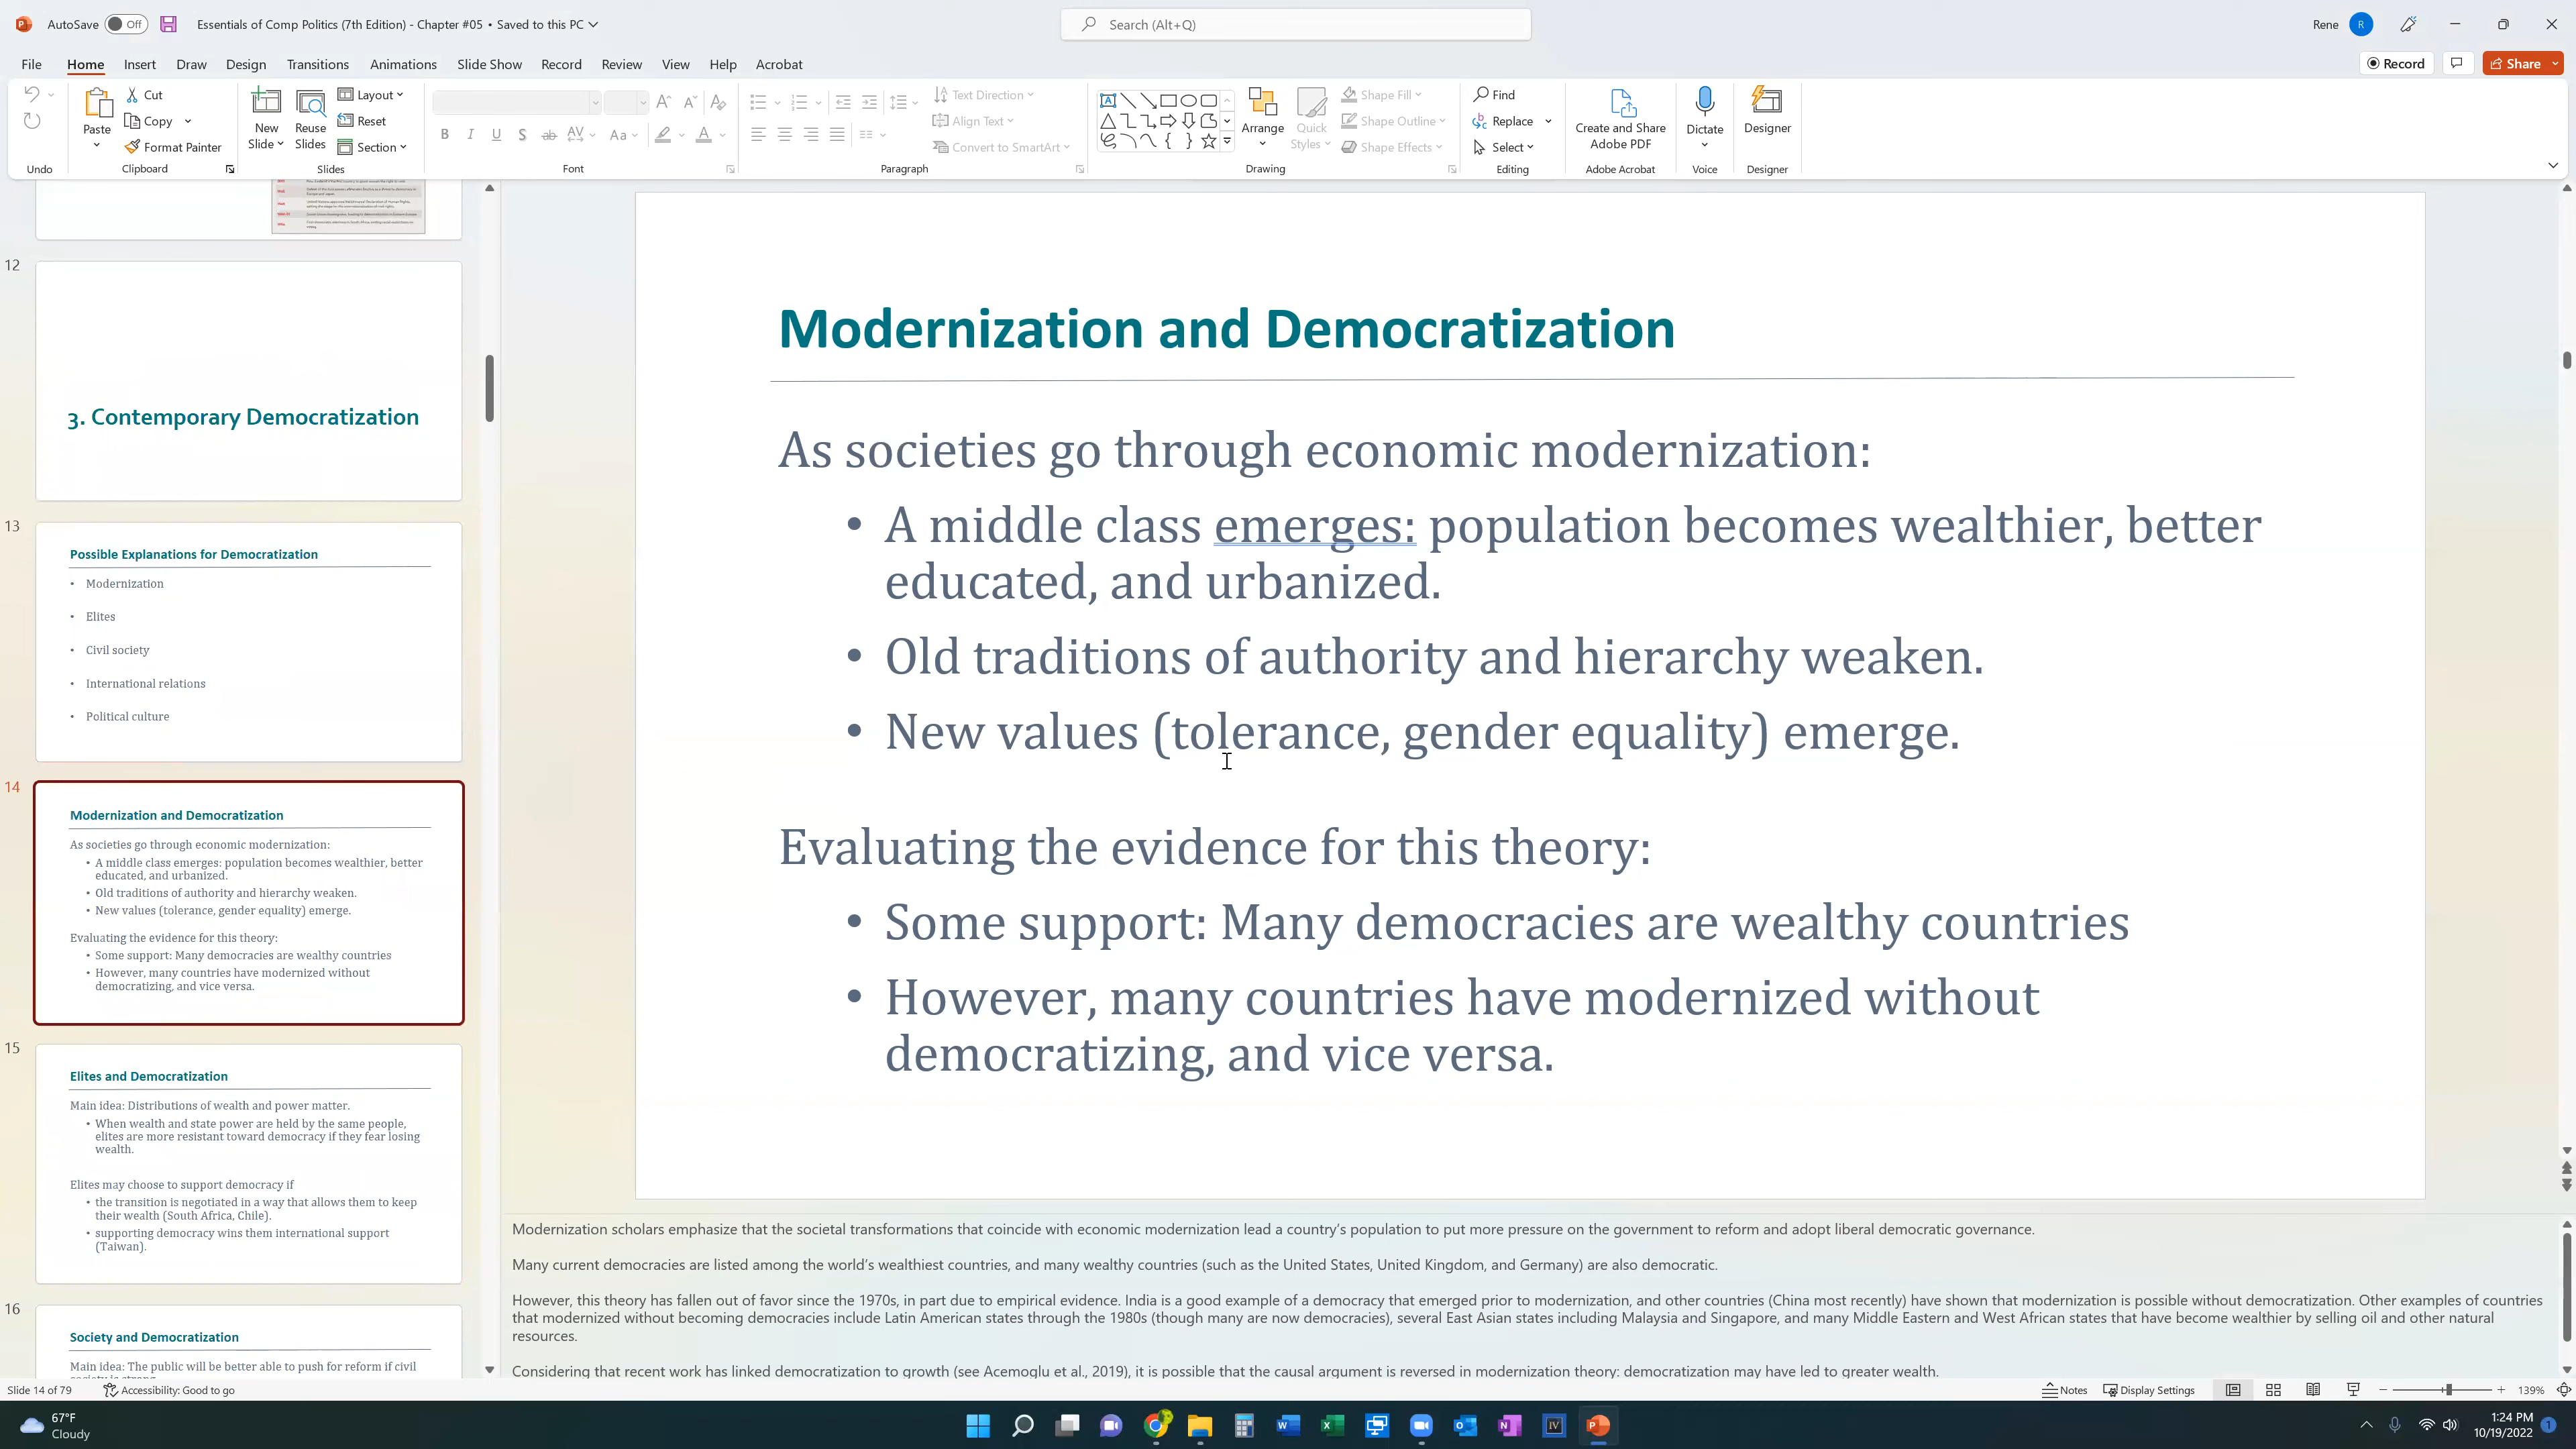 AutoSave Off Essentials of Comp Politics (7th Edition) - Chapter #05 • Saved to this PC
Search (Alt+Q)
Rene R
File Home Insert Draw Design Transitions Animations Slide Show Record Review View Help Acrobat
Record Share
Undo
Paste
Cut
Copy
Format Painter
Clipboard
New Slide
Reuse Slides
Layout
Reset
Section
Slides
B I U S ab AV Aa A
Font
Text Direction
Align Text
Convert to SmartArt
Paragraph
Arrange
Quick Styles
Shape Fill
Shape Outline
Shape Effects
Drawing
Find
Replace
Select
Editing
Create and Share Adobe PDF
Adobe Acrobat
Dictate
Voice
Designer
Designer
12
3. Contemporary Democratization
13
Possible Explanations for Democratization
• Modernization
• Elites
• Civil society
• International relations
• Political culture
14
Modernization and Democratization
As societies go through economic modernization:
• A middle class emerges: population becomes wealthier, better
educated, and urbanized.
• Old traditions of authority and hierarchy weaken.
• New values (tolerance, gender equality) emerge.
Evaluating the evidence for this theory:
• Some support: Many democracies are wealthy countries
• However, many countries have modernized without
democratizing, and vice versa.
15
Elites and Democratization
Main idea: Distributions of wealth and power matter.
• When wealth and state power are held by the same people,
elites are more resistant toward democracy if they fear losing
wealth.
Elites may choose to support democracy if
• the transition is negotiated in a way that allows them to keep
their wealth (South Africa, Chile).
• supporting democracy wins them international support
(Taiwan).
16
Society and Democratization
Main idea: The public will be better able to push for reform if civil
Modernization and Democratization
As societies go through economic modernization:
• A middle class emerges: population becomes wealthier, better
educated, and urbanized.
• Old traditions of authority and hierarchy weaken.
• New values (tolerance, gender equality) emerge.
Evaluating the evidence for this theory:
• Some support: Many democracies are wealthy countries
• However, many countries have modernized without
democratizing, and vice versa.
Modernization scholars emphasize that the societal transformations that coincide with economic modernization lead a country's population to put more pressure on the government to reform and adopt liberal democratic governance.
Many current democracies are listed among the world's wealthiest countries, and many wealthy countries (such as the United States, United Kingdom, and Germany) are also democratic.
However, this theory has fallen out of favor since the 1970s, in part due to empirical evidence. India is a good example of a democracy that emerged prior to modernization, and other countries (China most recently) have shown that modernization is possible without democratization. Other examples of countries
that modernized without becoming democracies include Latin American states through the 1980s (though many are now democracies), several East Asian states including Malaysia and Singapore, and many Middle Eastern and West African states that have become wealthier by selling oil and other natural
resources.
Considering that recent work has linked democratization to growth (see Acemoglu et al., 2019), it is possible that the causal argument is reversed in modernization theory: democratization may have led to greater wealth.
Slide 14 of 79 Accessibility: Good to go
Notes Display Settings 139%
67°F
Cloudy
1:24 PM
10/19/2022